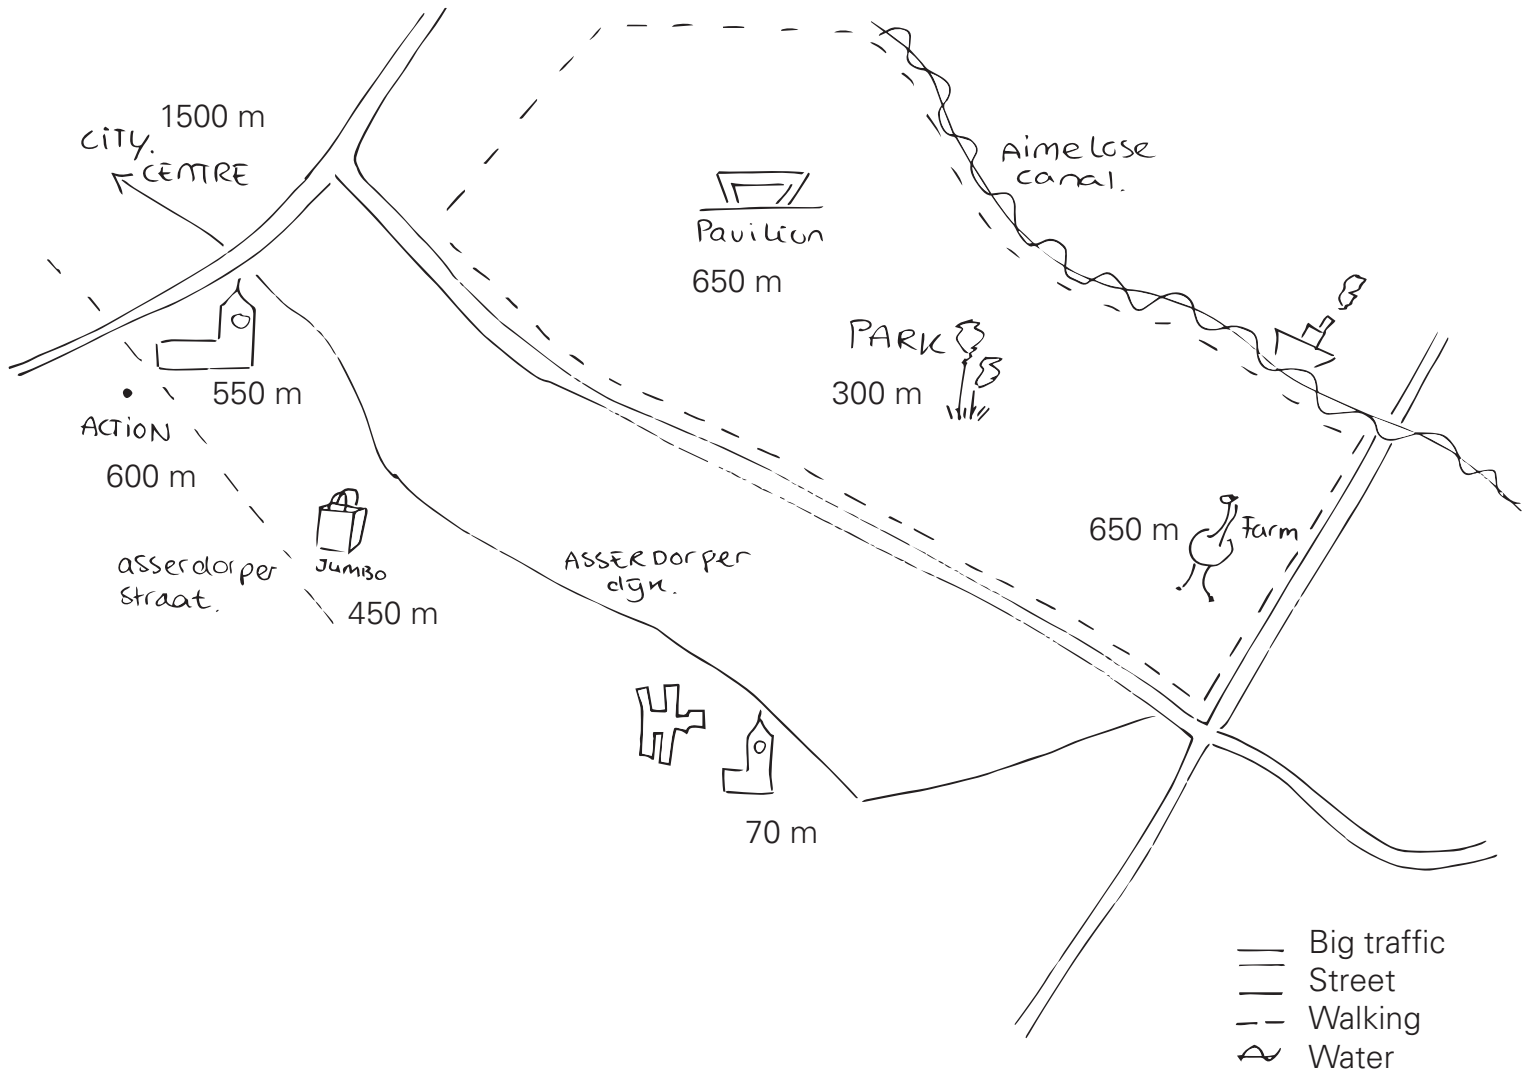 1500 m
CITY.
CENTRE
Aimelose
canal.
Pavilion
650 m
PARK
300 m
550 m
ACTION
600 m
650 m
Farm
asserdorper
straat.
JUMBO
450 m
ASSERDorper
dijk.
70 m
Big traffic
Street
Walking
Water